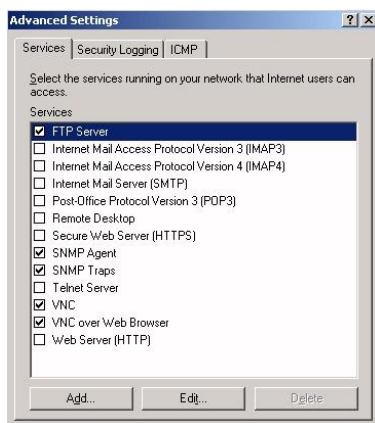 Advanced Settings
Services Security Logging ICMP
Select the services running on your network that Internet users can
access.
Services
FTP Server
Internet Mail Access Protocol Version 3 (IMAP3)
Internet Mail Access Protocol Version 4 (IMAP4)
Internet Mail Server (SMTP)
Post-Office Protocol Version 3 (POP3)
Remote Desktop
Secure Web Server (HTTPS)
SNMP Agent
SNMP Traps
Telnet Server
VNC
VNC over Web Browser
Web Server (HTTP)
Add... Edit... Delete